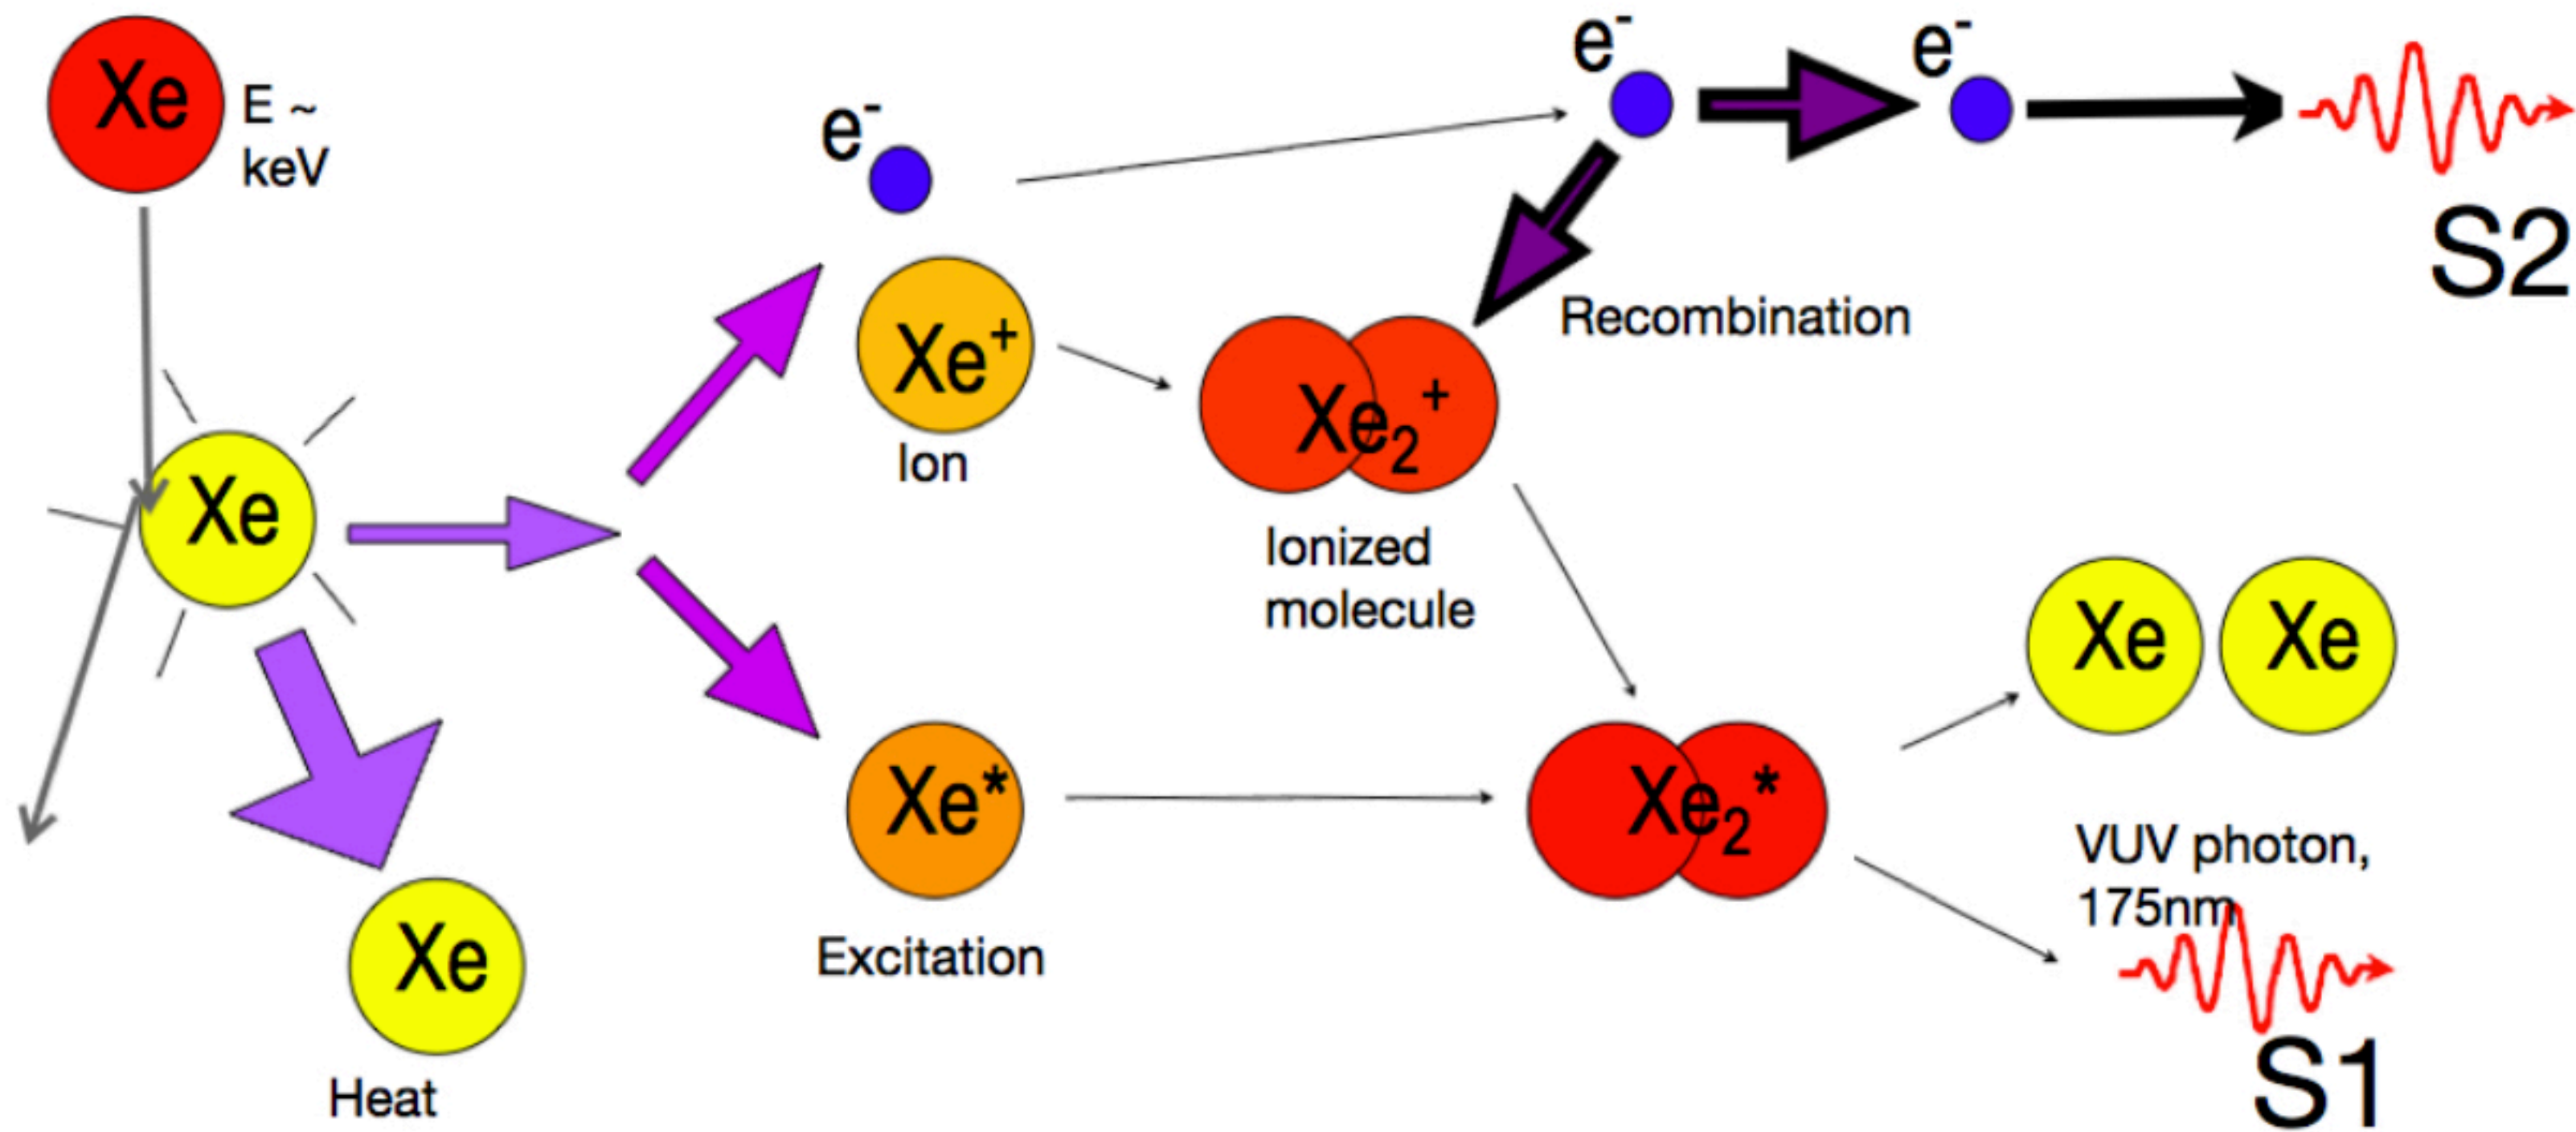 Xe
E ~
keV
e-
e-
e-
S2
Xe+
Ion
Recombination
Xe2+
Ionized
molecule
Xe
Xe
Xe
Xe*
Excitation
Xe2*
VUV photon,
175nm
S1
Xe
Heat